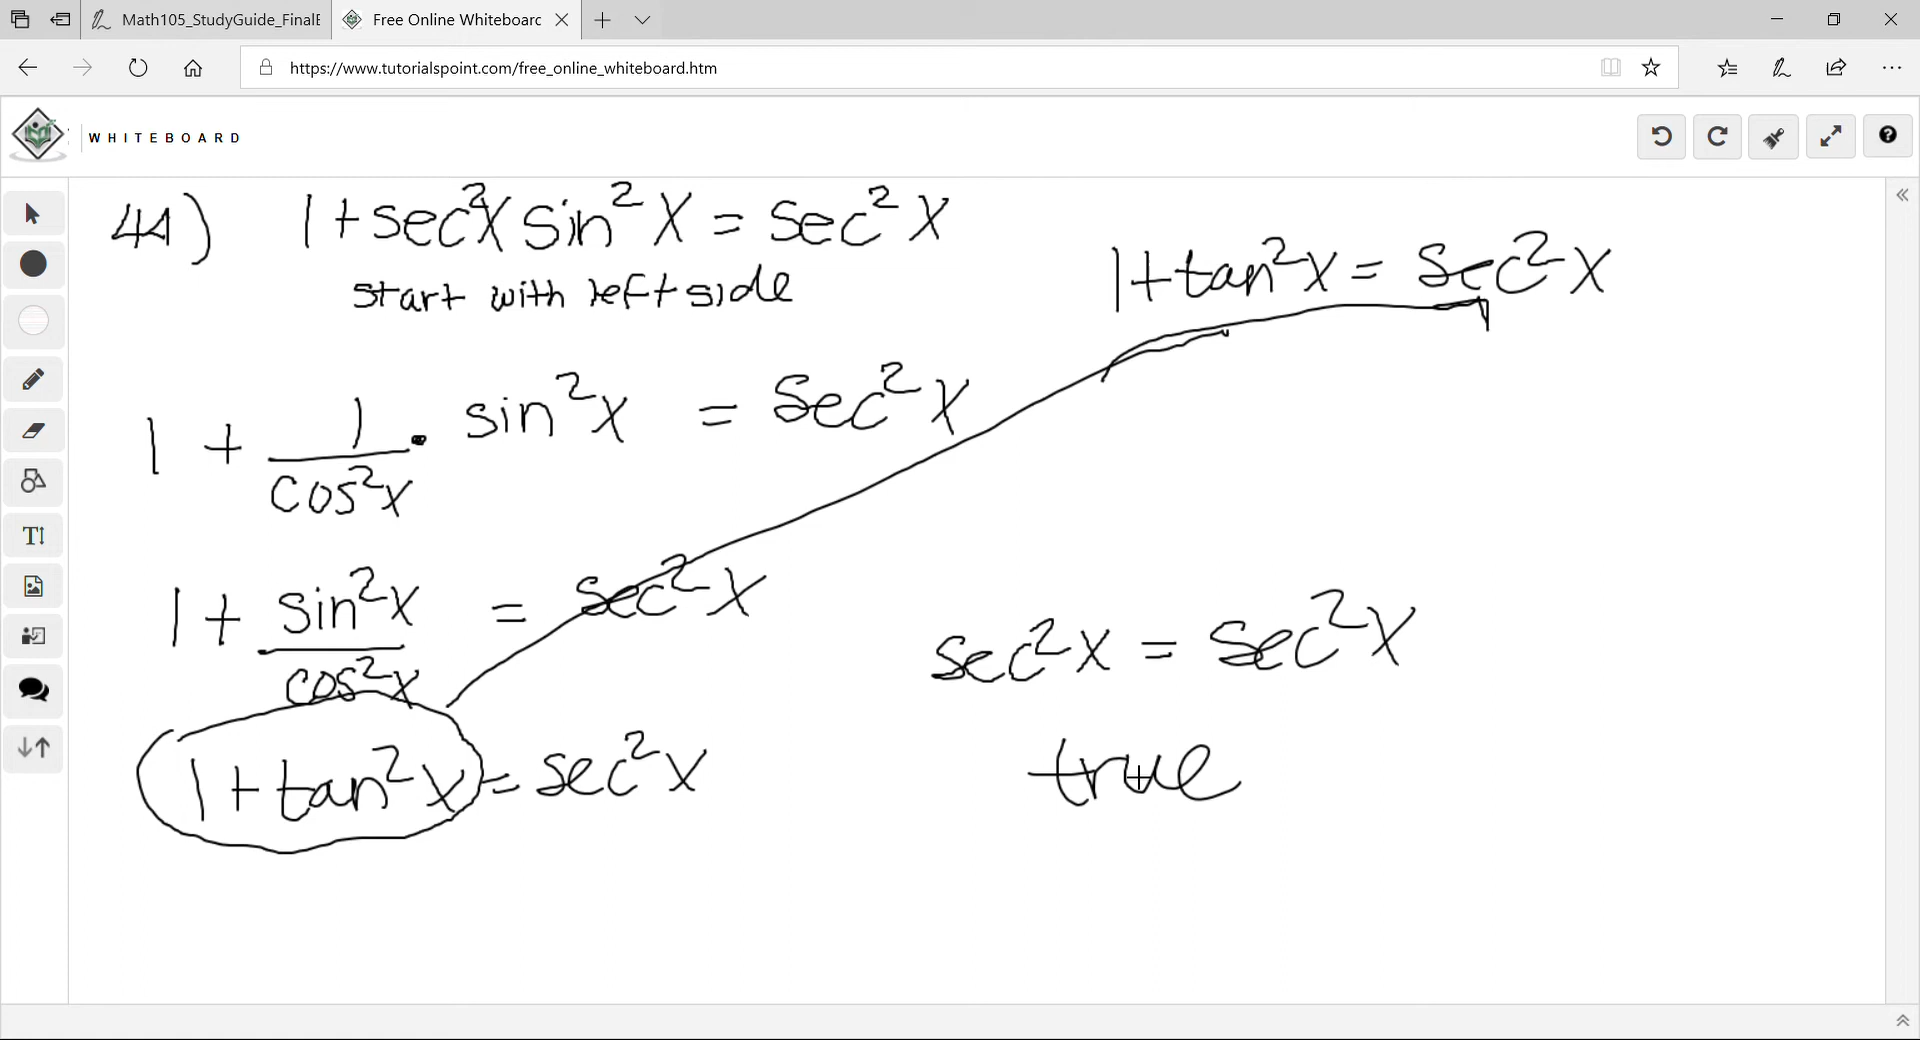 Math105_StudyGuide_FinalE
Free Online Whiteboarc
https://www.tutorialspoint.com/free_online_whiteboard.htm
WHITEBOARD
44) 1 + sec²x sin²x = sec²x
start with left side
1 + tan²x = sec²x
1 + 1/cos²x · sin²x = sec²x
1 + sin²x/cos²x = sec²x
sec²x = sec²x
1 + tan²x = sec²x
true